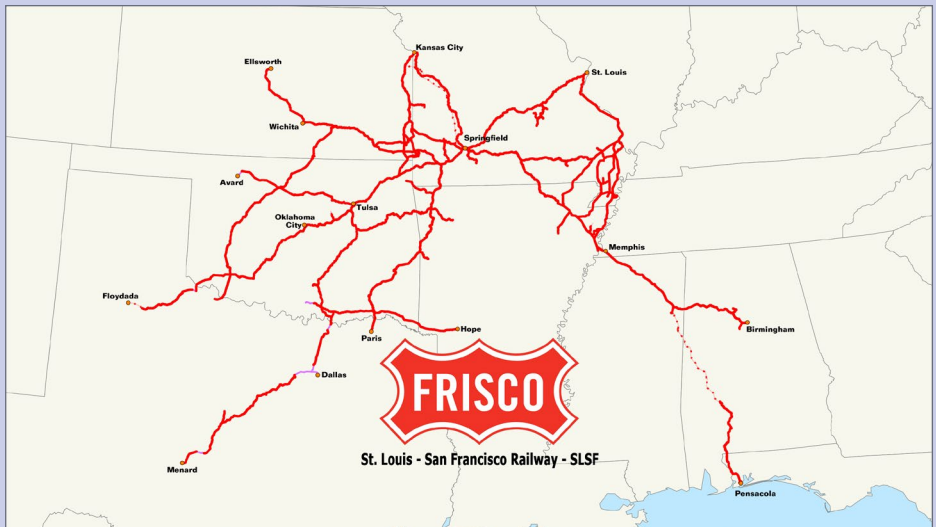 Kansas City
Ellsworth
St. Louis
Wichita
Springfield
Avard
Tulsa
Oklahoma
City
Memphis
Floydada
Birmingham
Paris
Hope
Dallas
FRISCO
St. Louis - San Francisco Railway - SLSF
Menard
Pensacola